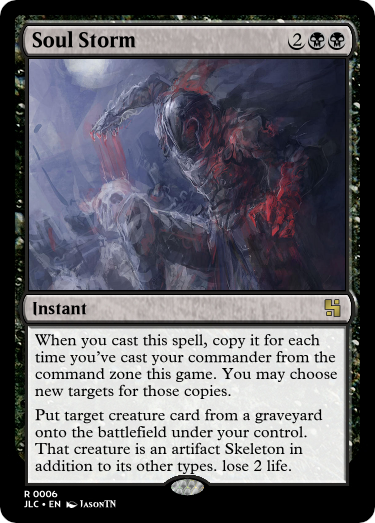 Soul Storm 2
Instant
When you cast this spell, copy it for each
time you've cast your commander from the
command zone this game. You may choose
new targets for those copies.
Put target creature card from a graveyard
onto the battlefield under your control.
That creature is an artifact Skeleton in
addition to its other types. lose 2 life.
R 0006
JLC • EN JASONTN